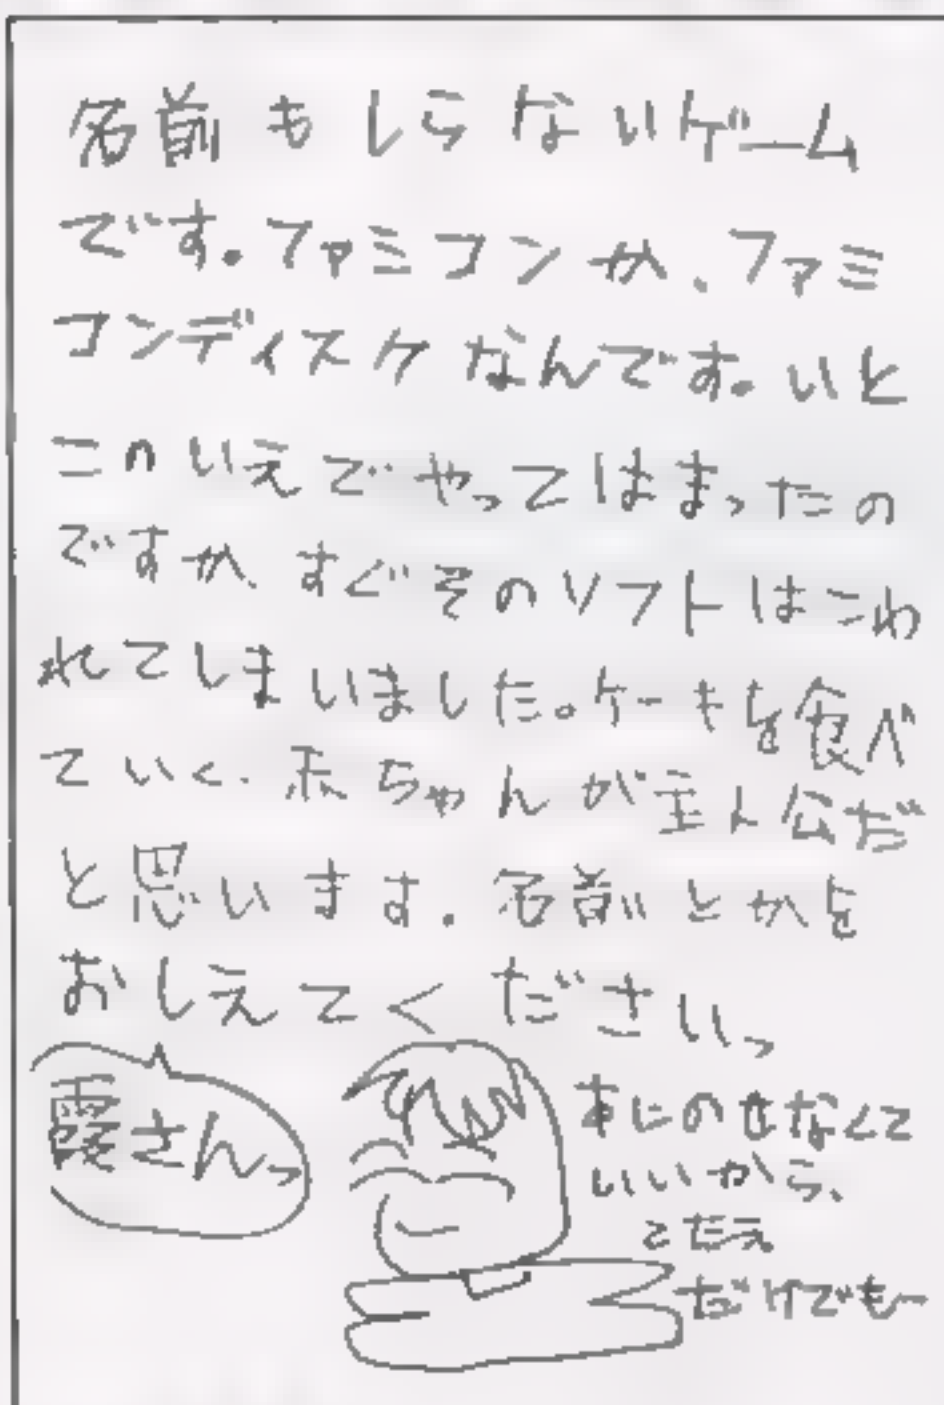 名前もしらないゲーム
です。ファミコンか、ファミ
コンディスクなんです。いと
このいえでやってはまったの
ですが、すぐそのソフトはこわ
れてしまいました。ケーキを食べ
ていく、赤ちゃんが主人公だ
と思います。名前とかを
おしえてくださいっ
霞さんっ
あじのせなくて
いいから、
こたえ
だけでも〜